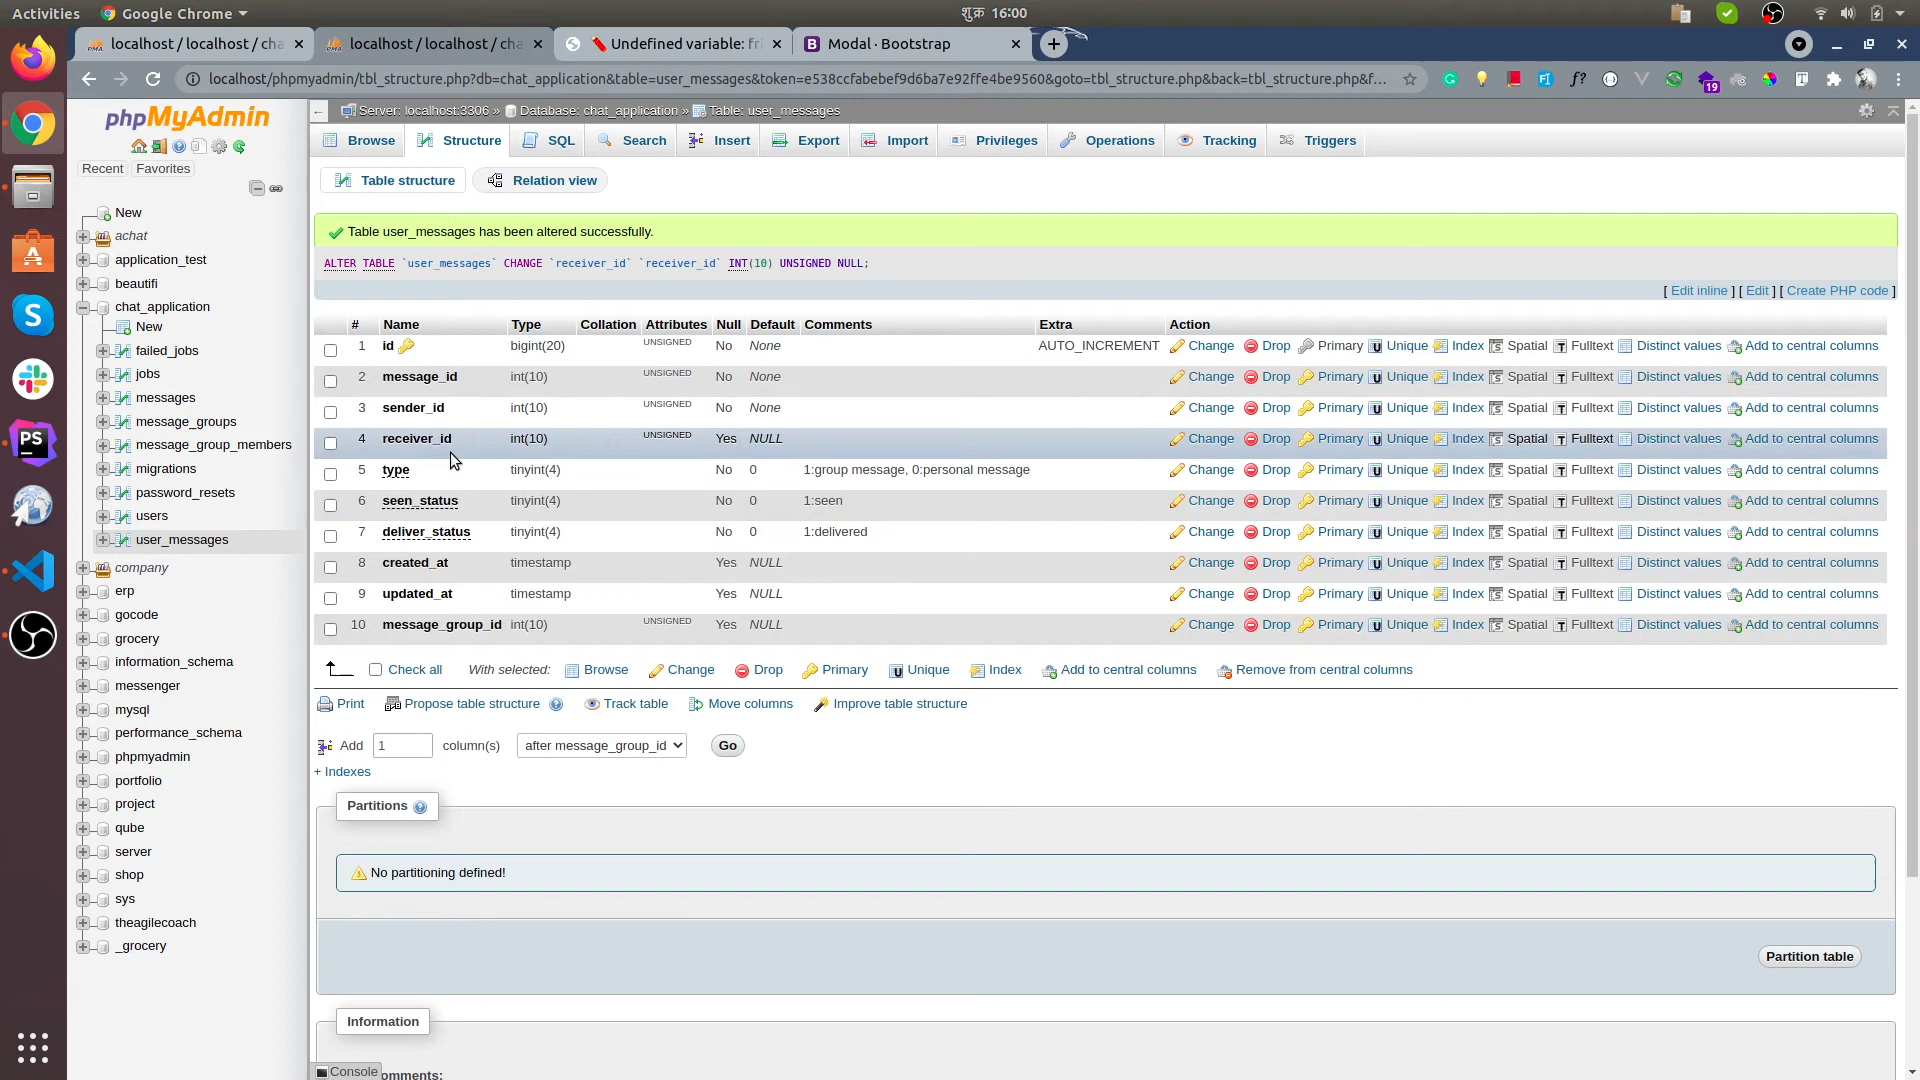 Activities Google Chrome शुक्र 16:00
localhost / localhost / cha localhost / localhost / cha Undefined variable: fri Modal · Bootstrap
localhost/phpmyadmin/tbl_structure.php?db=chat_application&table=user_messages&token=e538ccfabebef9d6ba7e92ffe4be9560&goto=tbl_structure.php&back=tbl_structure.php&f... 19
phpMyAdmin
Recent Favorites
New
achat
application_test
beautifi
chat_application
New
failed_jobs
jobs
messages
message_groups
message_group_members
migrations
password_resets
users
user_messages
company
erp
gocode
grocery
information_schema
messenger
mysql
performance_schema
phpmyadmin
portfolio
project
qube
server
shop
sys
theagilecoach
_grocery
Server: localhost:3306 » Database: chat_application » Table: user_messages
Browse Structure SQL Search Insert Export Import Privileges Operations Tracking Triggers
Table structure Relation view
Table user_messages has been altered successfully.
ALTER TABLE `user_messages` CHANGE `receiver_id` `receiver_id` INT(10) UNSIGNED NULL;
[ Edit inline ] [ Edit ] [ Create PHP code ]
# Name Type Collation Attributes Null Default Comments Extra Action
1 id bigint(20) UNSIGNED No None AUTO_INCREMENT Change Drop Primary Unique Index Spatial Fulltext Distinct values Add to central columns
2 message_id int(10) UNSIGNED No None Change Drop Primary Unique Index Spatial Fulltext Distinct values Add to central columns
3 sender_id int(10) UNSIGNED No None Change Drop Primary Unique Index Spatial Fulltext Distinct values Add to central columns
4 receiver_id int(10) UNSIGNED Yes NULL Change Drop Primary Unique Index Spatial Fulltext Distinct values Add to central columns
5 type tinyint(4) No 0 1:group message, 0:personal message Change Drop Primary Unique Index Spatial Fulltext Distinct values Add to central columns
6 seen_status tinyint(4) No 0 1:seen Change Drop Primary Unique Index Spatial Fulltext Distinct values Add to central columns
7 deliver_status tinyint(4) No 0 1:delivered Change Drop Primary Unique Index Spatial Fulltext Distinct values Add to central columns
8 created_at timestamp Yes NULL Change Drop Primary Unique Index Spatial Fulltext Distinct values Add to central columns
9 updated_at timestamp Yes NULL Change Drop Primary Unique Index Spatial Fulltext Distinct values Add to central columns
10 message_group_id int(10) UNSIGNED Yes NULL Change Drop Primary Unique Index Spatial Fulltext Distinct values Add to central columns
Check all With selected: Browse Change Drop Primary Unique Index Add to central columns Remove from central columns
Print Propose table structure Track table Move columns Improve table structure
Add 1 column(s) after message_group_id Go
+ Indexes
Partitions
No partitioning defined!
Partition table
Information
Console omments: